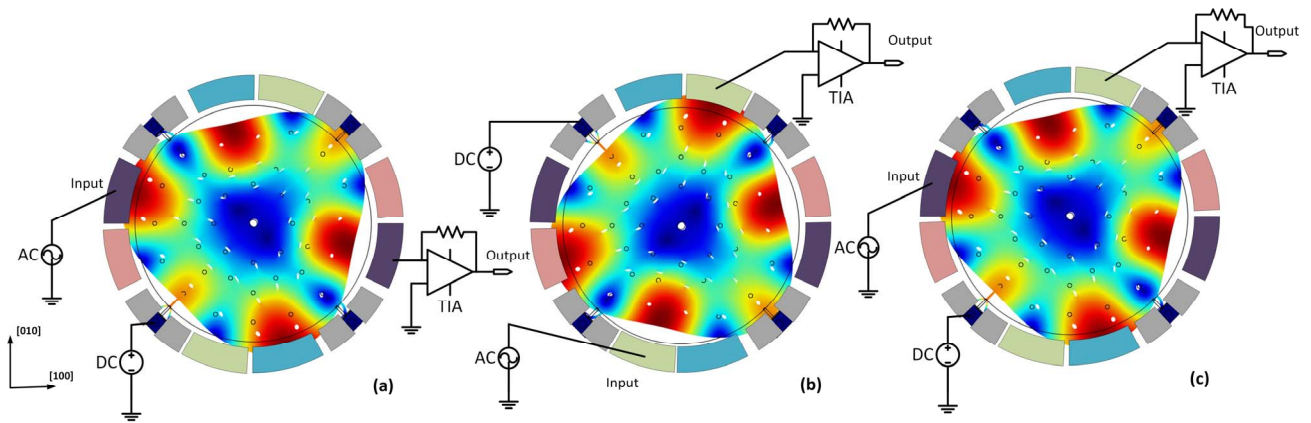 Input
AC
DC
[010]
[100]
Output
TIA
(a)
DC
AC
Input
Output
TIA
(b)
Input
AC
DC
Output
TIA
(c)